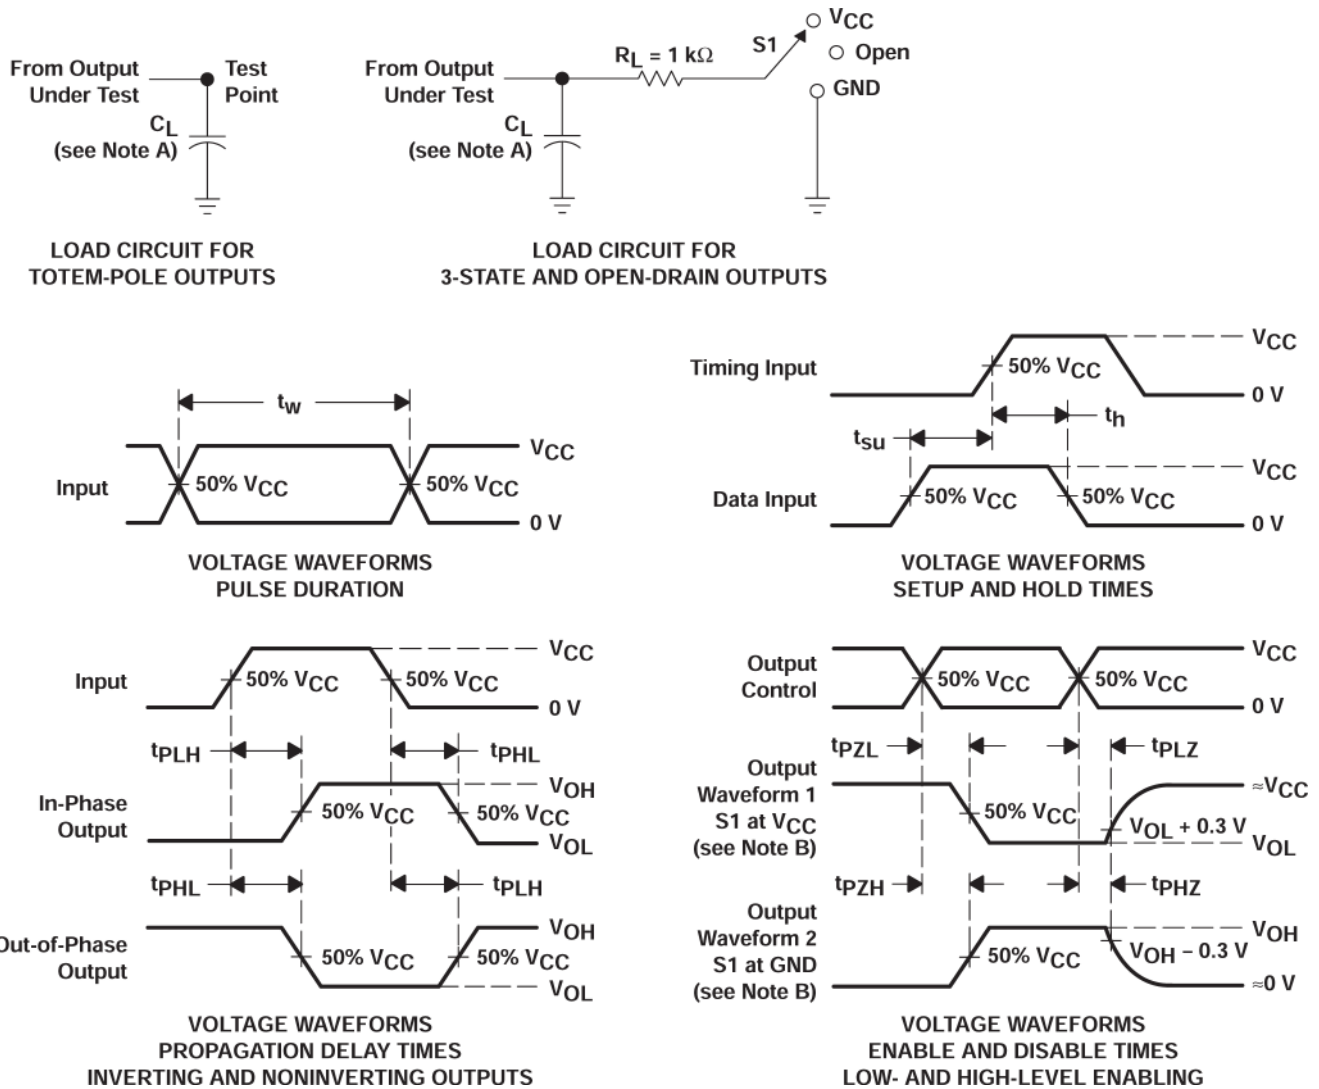 From Output
Under Test
Test
Point
CL
(see Note A)
LOAD CIRCUIT FOR
TOTEM-POLE OUTPUTS
From Output
Under Test
RL = 1 kΩ
S1
VCC
Open
GND
CL
(see Note A)
LOAD CIRCUIT FOR
3-STATE AND OPEN-DRAIN OUTPUTS
tw
Input
50% VCC
50% VCC
VCC
0 V
VOLTAGE WAVEFORMS
PULSE DURATION
Timing Input
50% VCC
VCC
0 V
th
tsu
Data Input
50% VCC
50% VCC
VCC
0 V
VOLTAGE WAVEFORMS
SETUP AND HOLD TIMES
Input
50% VCC
50% VCC
VCC
0 V
tPLH
tPHL
In-Phase
Output
50% VCC
50% VCC
VOH
VOL
tPHL
tPLH
Out-of-Phase
Output
50% VCC
50% VCC
VOH
VOL
VOLTAGE WAVEFORMS
PROPAGATION DELAY TIMES
INVERTING AND NONINVERTING OUTPUTS
Output
Control
50% VCC
50% VCC
VCC
0 V
tPZL
tPLZ
Output
Waveform 1
S1 at VCC
(see Note B)
50% VCC
VOL + 0.3 V
≈VCC
VOL
tPZH
tPHZ
Output
Waveform 2
S1 at GND
(see Note B)
50% VCC
VOH − 0.3 V
VOH
≈0 V
VOLTAGE WAVEFORMS
ENABLE AND DISABLE TIMES
LOW- AND HIGH-LEVEL ENABLING